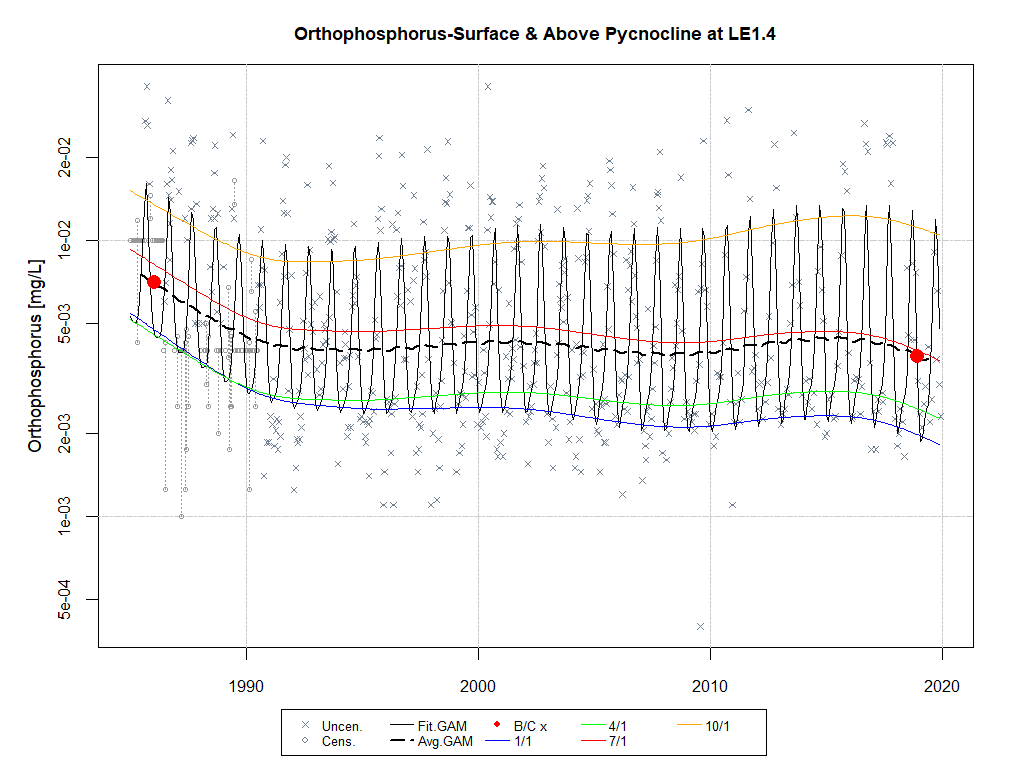 Orthophosphorus-Surface & Above Pycnocline at LE1.4
Orthophosphorus [mg/L]
2e-02
1e-02
5e-03
2e-03
1e-03
5e-04
1990 2000 2010 2020
Uncen. Fit.GAM B/C x 4/1 10/1
Cens. Avg.GAM 1/1 7/1